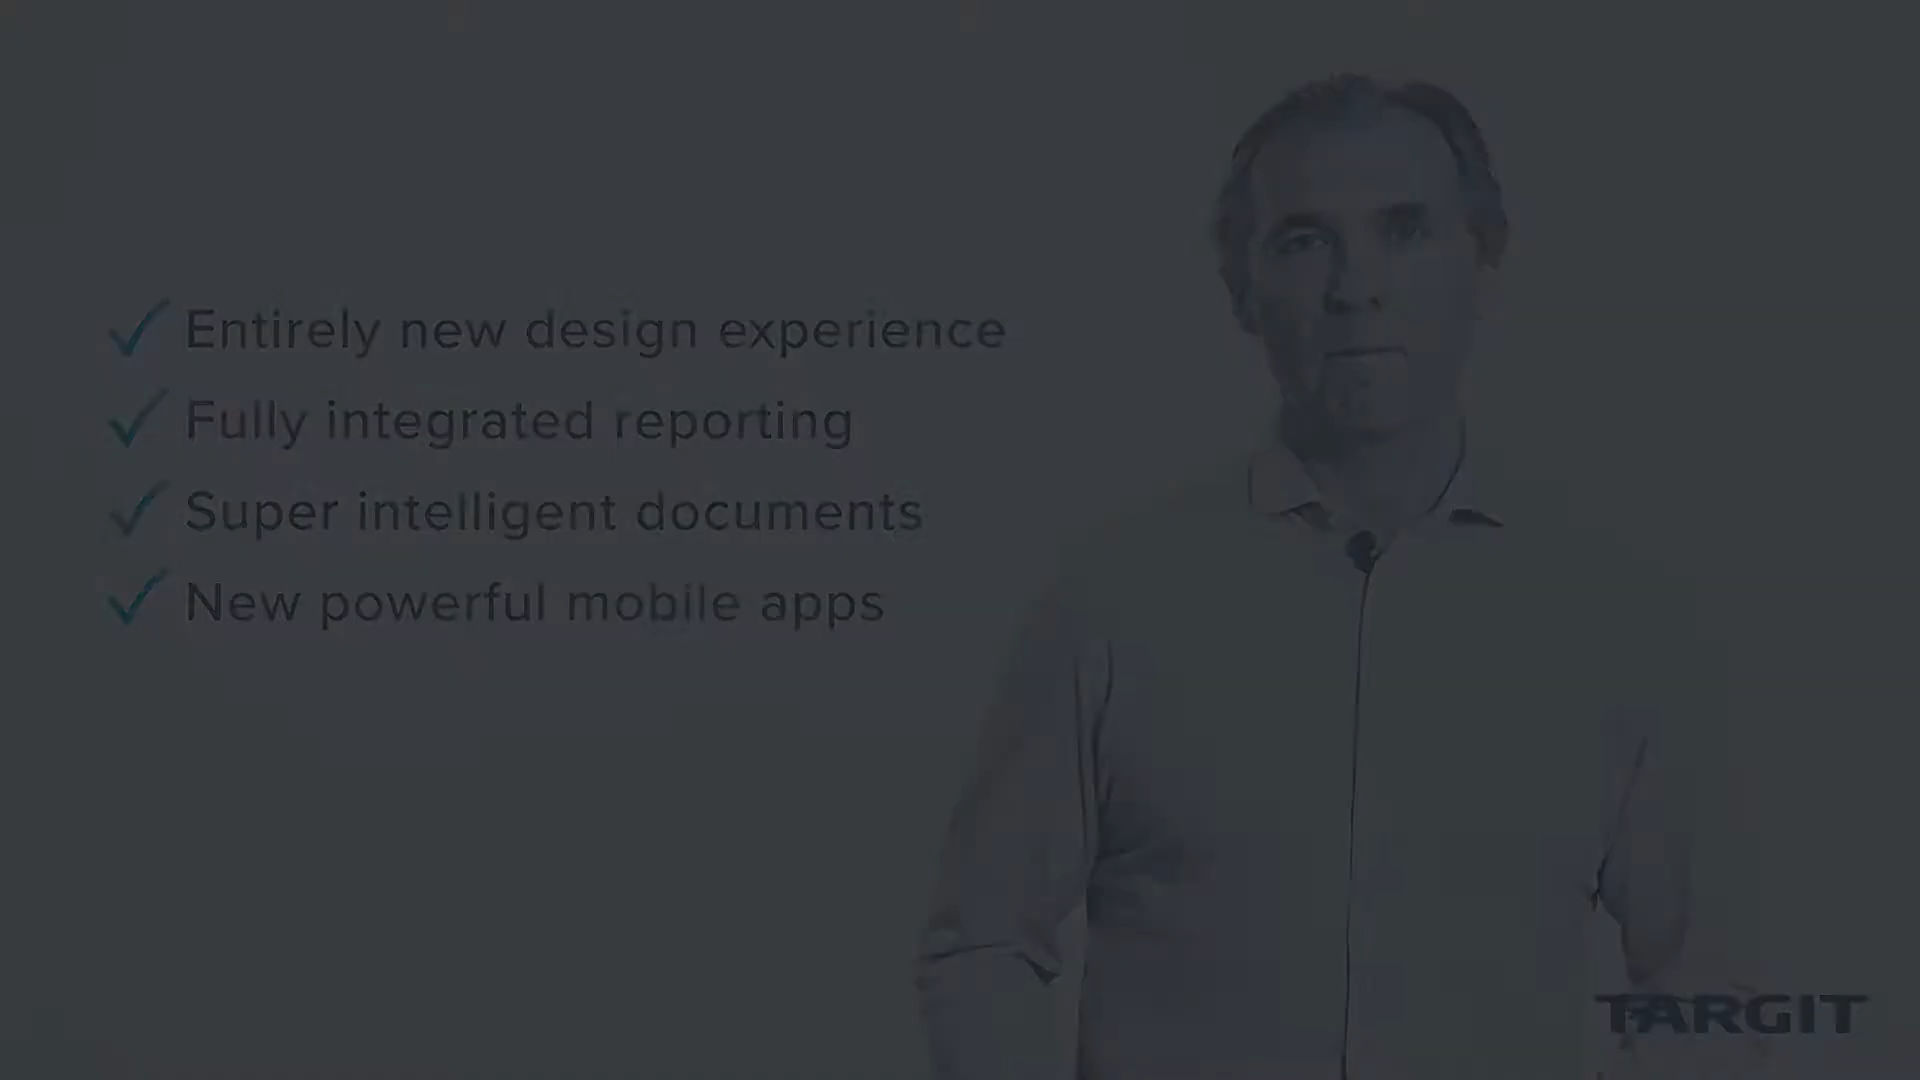 Entirely new design experience
Fully integrated reporting
Super intelligent documents
New powerful mobile apps
TARGIT